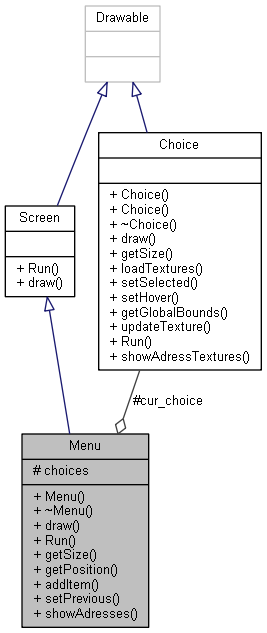 Drawable
Choice
+ Choice()
+ Choice()
+ ~Choice()
+ draw()
+ getSize()
+ loadTextures()
+ setSelected()
+ setHover()
+ getGlobalBounds()
+ updateTexture()
+ Run()
+ showAdressTextures()
Screen
+ Run()
+ draw()
#cur_choice
Menu
# choices
+ Menu()
+ ~Menu()
+ draw()
+ Run()
+ getSize()
+ getPosition()
+ addItem()
+ setPrevious()
+ showAdresses()